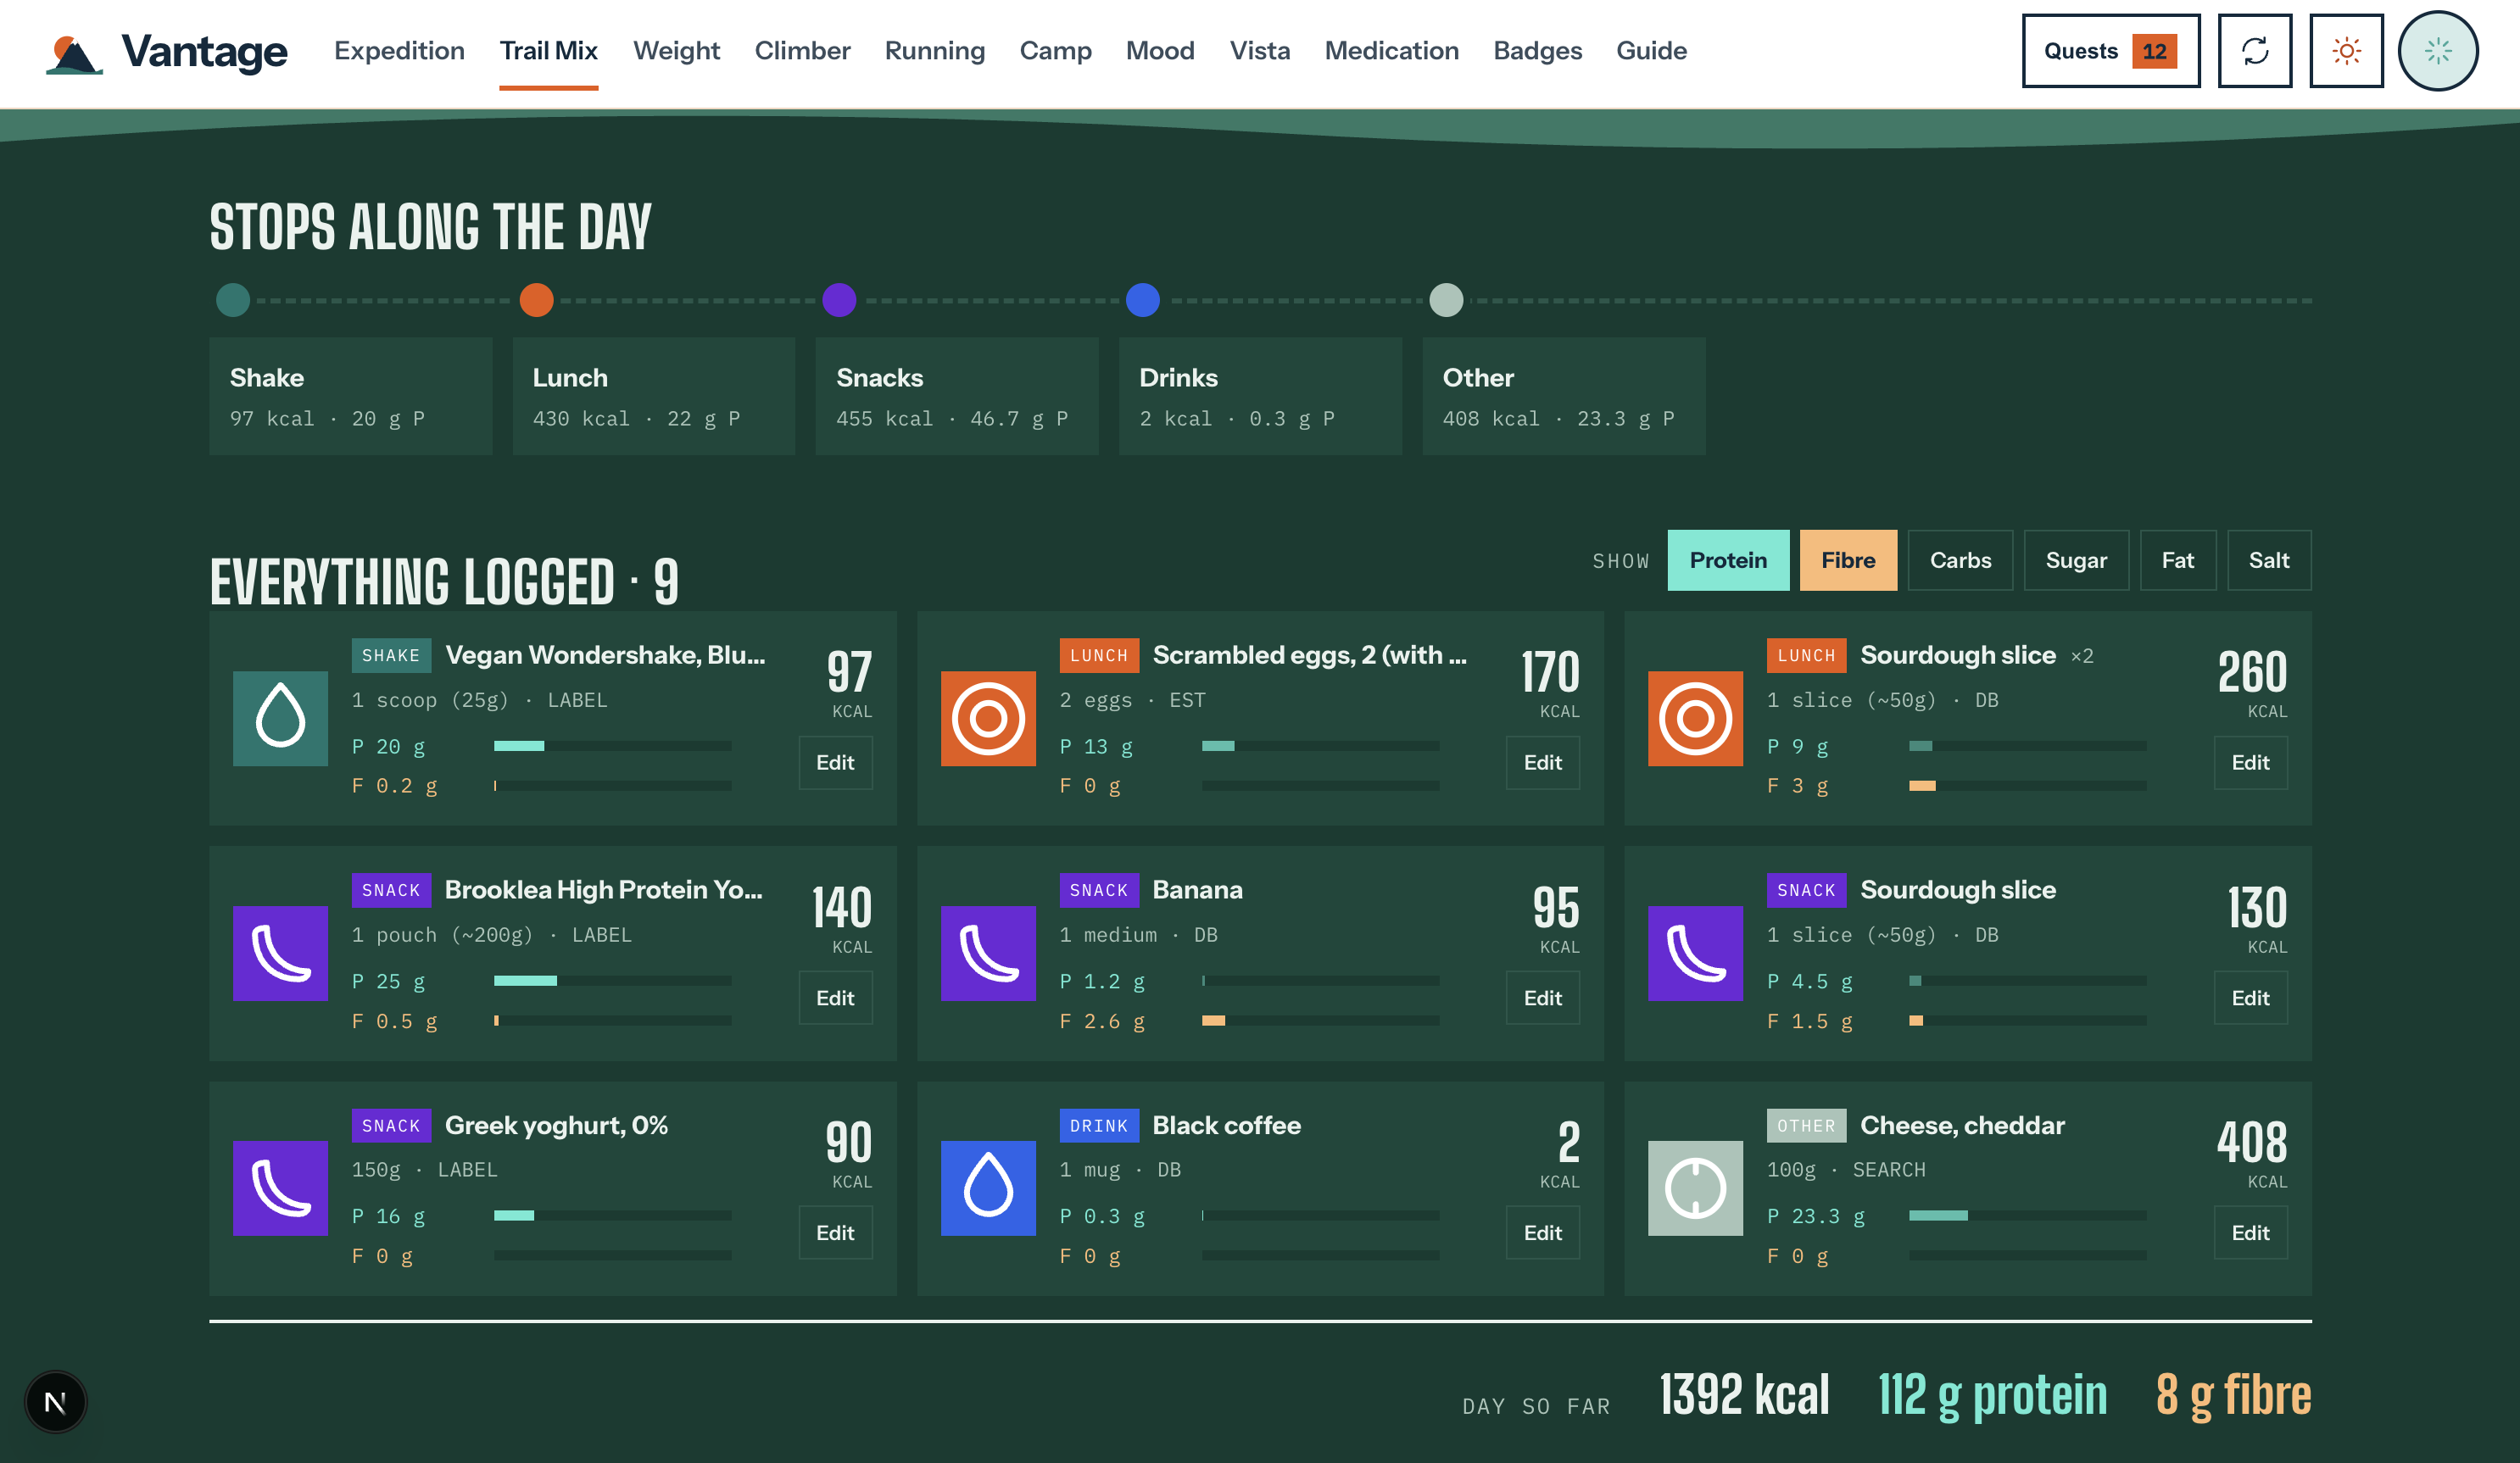 Vantage
Expedition Trail Mix Weight Climber Running Camp Mood Vista Medication Badges Guide
Quests 12
STOPS ALONG THE DAY
Shake
97 kcal · 20 g P
Lunch
430 kcal · 22 g P
Snacks
455 kcal · 46.7 g P
Drinks
2 kcal · 0.3 g P
Other
408 kcal · 23.3 g P
EVERYTHING LOGGED · 9
SHOW Protein Fibre Carbs Sugar Fat Salt
SHAKE Vegan Wondershake, Blu...
1 scoop (25g) · LABEL
P 20 g
F 0.2 g
97
KCAL
Edit
LUNCH Scrambled eggs, 2 (with ...
2 eggs · EST
P 13 g
F 0 g
170
KCAL
Edit
LUNCH Sourdough slice ×2
1 slice (~50g) · DB
P 9 g
F 3 g
260
KCAL
Edit
SNACK Brooklea High Protein Yo...
1 pouch (~200g) · LABEL
P 25 g
F 0.5 g
140
KCAL
Edit
SNACK Banana
1 medium · DB
P 1.2 g
F 2.6 g
95
KCAL
Edit
SNACK Sourdough slice
1 slice (~50g) · DB
P 4.5 g
F 1.5 g
130
KCAL
Edit
SNACK Greek yoghurt, 0%
150g · LABEL
P 16 g
F 0 g
90
KCAL
Edit
DRINK Black coffee
1 mug · DB
P 0.3 g
F 0 g
2
KCAL
Edit
OTHER Cheese, cheddar
100g · SEARCH
P 23.3 g
F 0 g
408
KCAL
Edit
N
DAY SO FAR 1392 kcal 112 g protein 8 g fibre